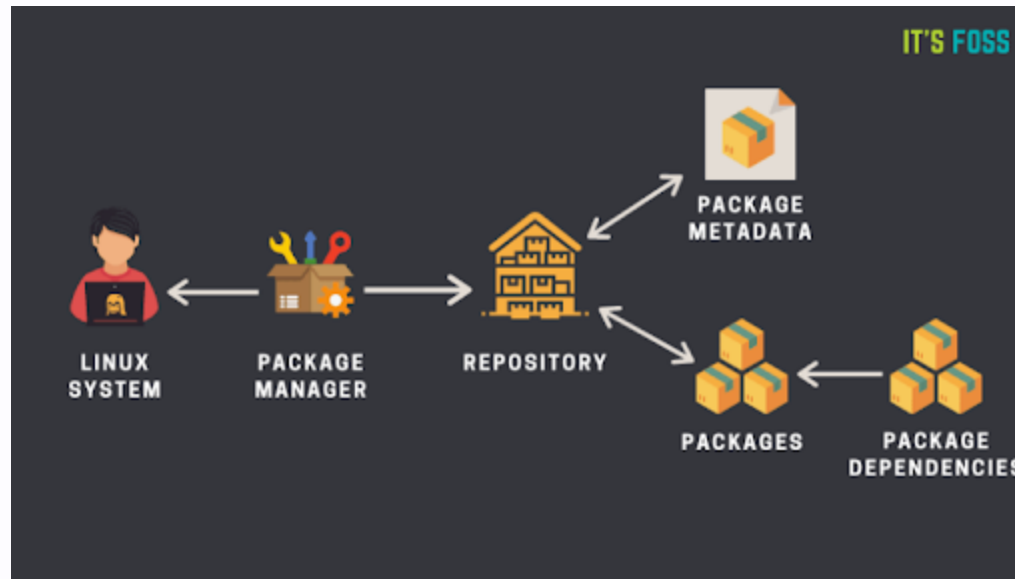 IT'S FOSS
PACKAGE
METADATA
LINUX
SYSTEM
PACKAGE
MANAGER
REPOSITORY
PACKAGES
PACKAGE
DEPENDENCIES